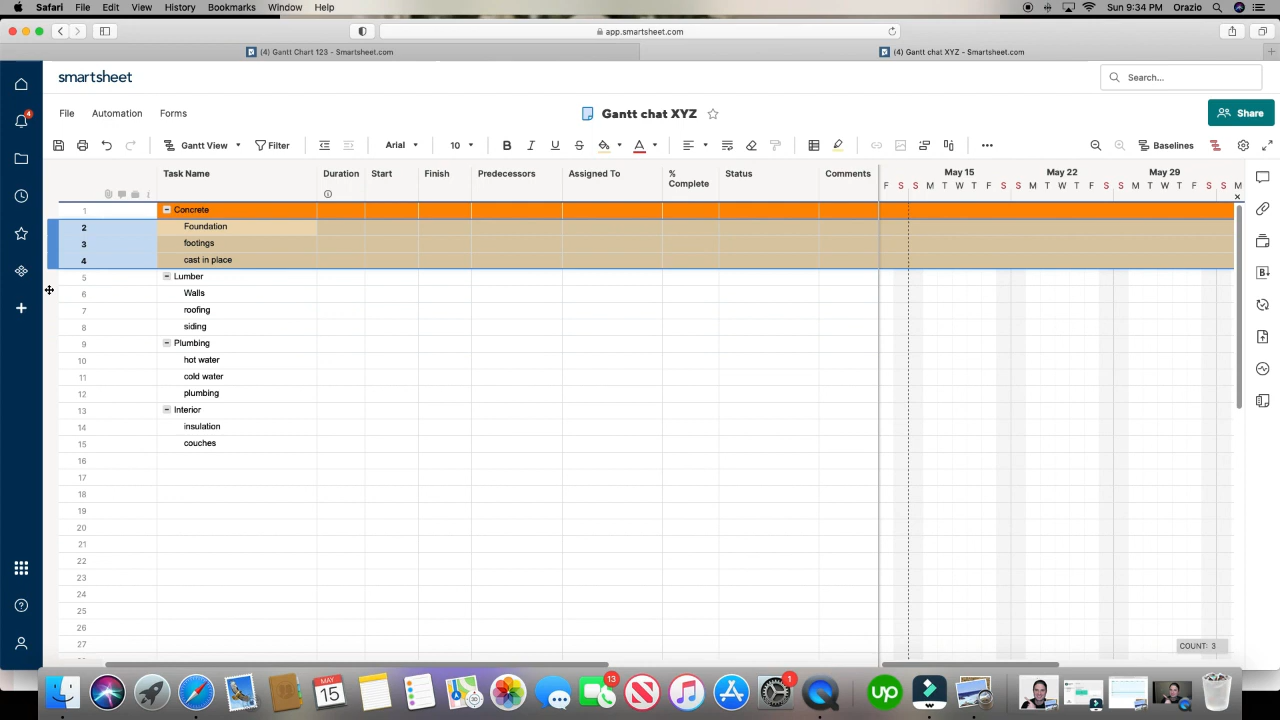 Safari File Edit View History Bookmarks Window Help Sun 9:34 PM Orazio
app.smartsheet.com
(4) Gantt Chart 123 - Smartsheet.com (4) Gantt chat XYZ - Smartsheet.com
smartsheet Search...
File Automation Forms Gantt chat XYZ Share
4
Gantt View Filter Arial 10 B I U S A Baselines
Task Name Duration Start Finish Predecessors Assigned To % Complete Status Comments May 15 May 22 May 29
F S S M T W T F S S M T W T F S S M T W T F S S M
1 Concrete
2 Foundation
3 footings
4 cast in place
5 Lumber
6 Walls
7 roofing
8 siding
9 Plumbing
10 hot water
11 cold water
12 plumbing
13 Interior
14 insulation
15 couches
16
17
18
19
20
21
22
23
24
25
26
27
COUNT: 3
MAY 15 13 1 up